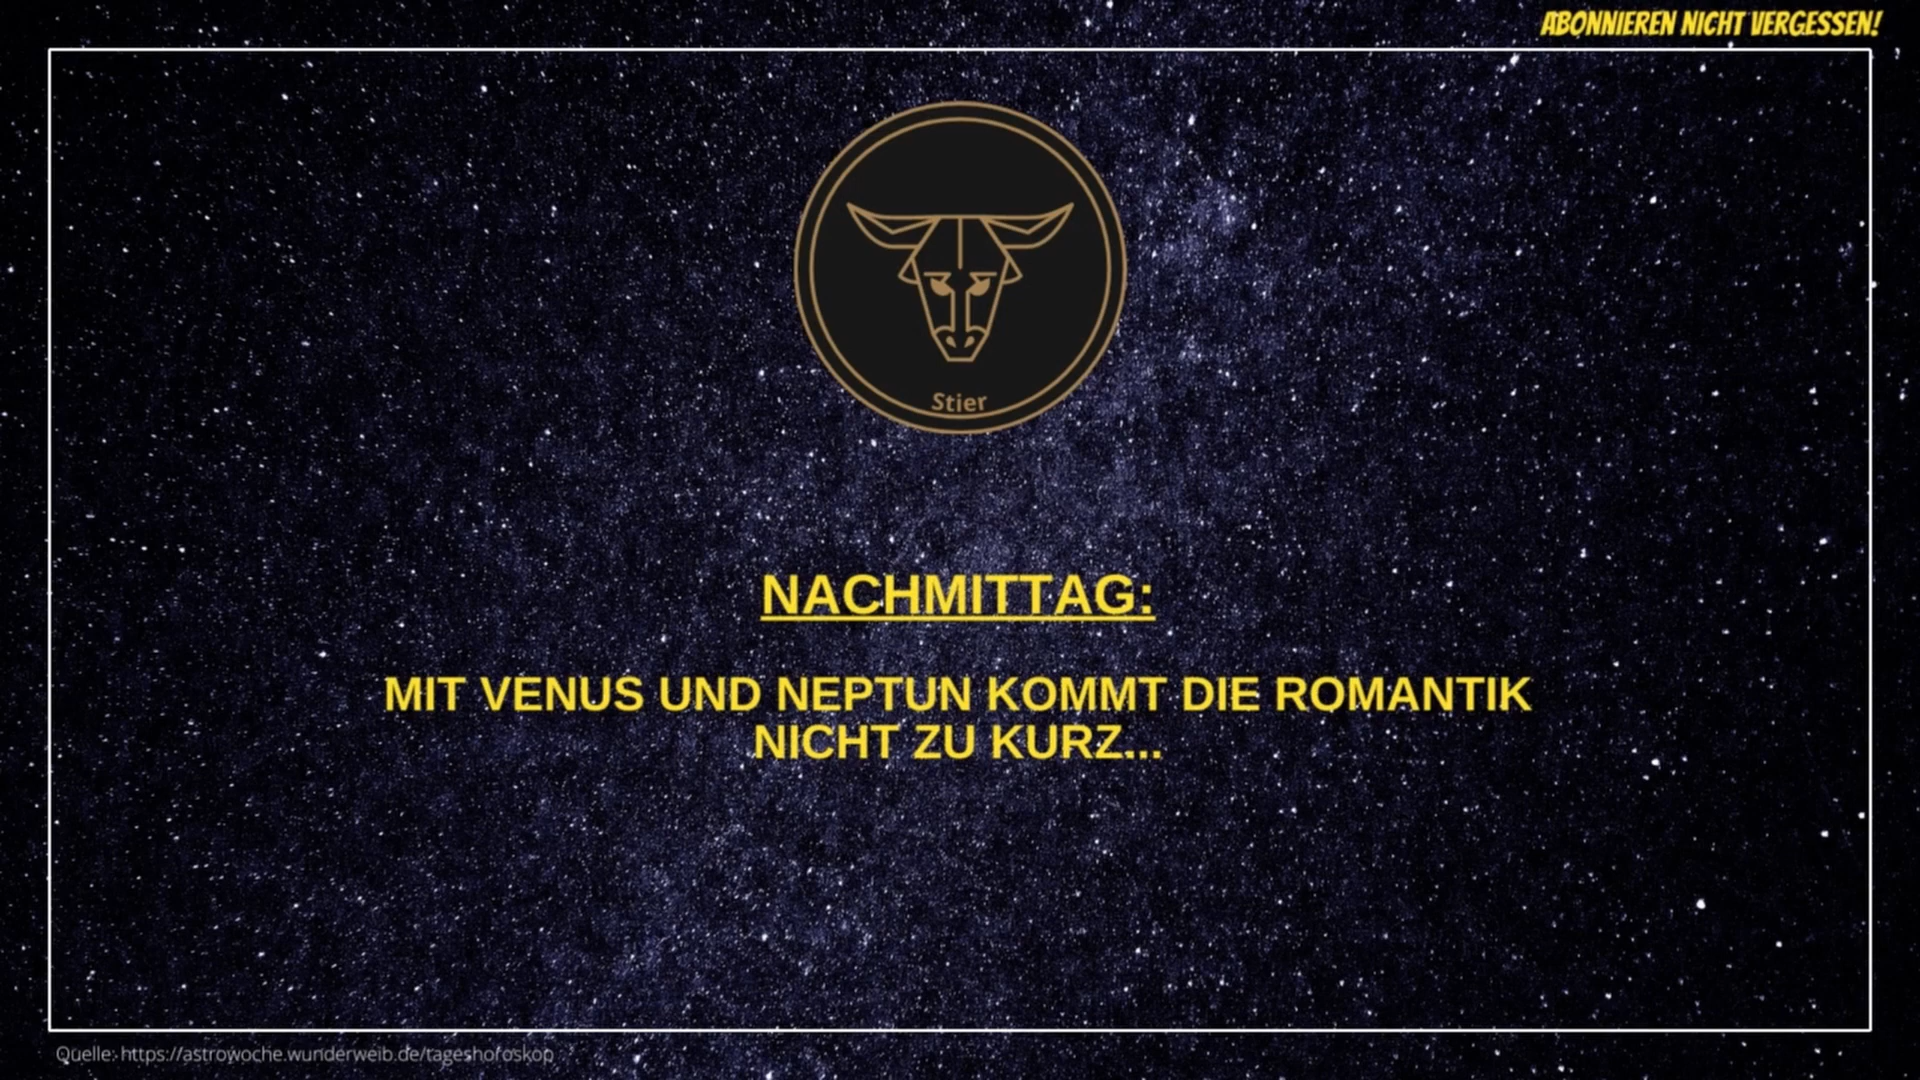 ABONNIEREN NICHT VERGESSEN!
Stier
NACHMITTAG:
MIT VENUS UND NEPTUN KOMMT DIE ROMANTIK
NICHT ZU KURZ...
Quelle: https://astrowoche.wunderweib.de/tageshoroskop